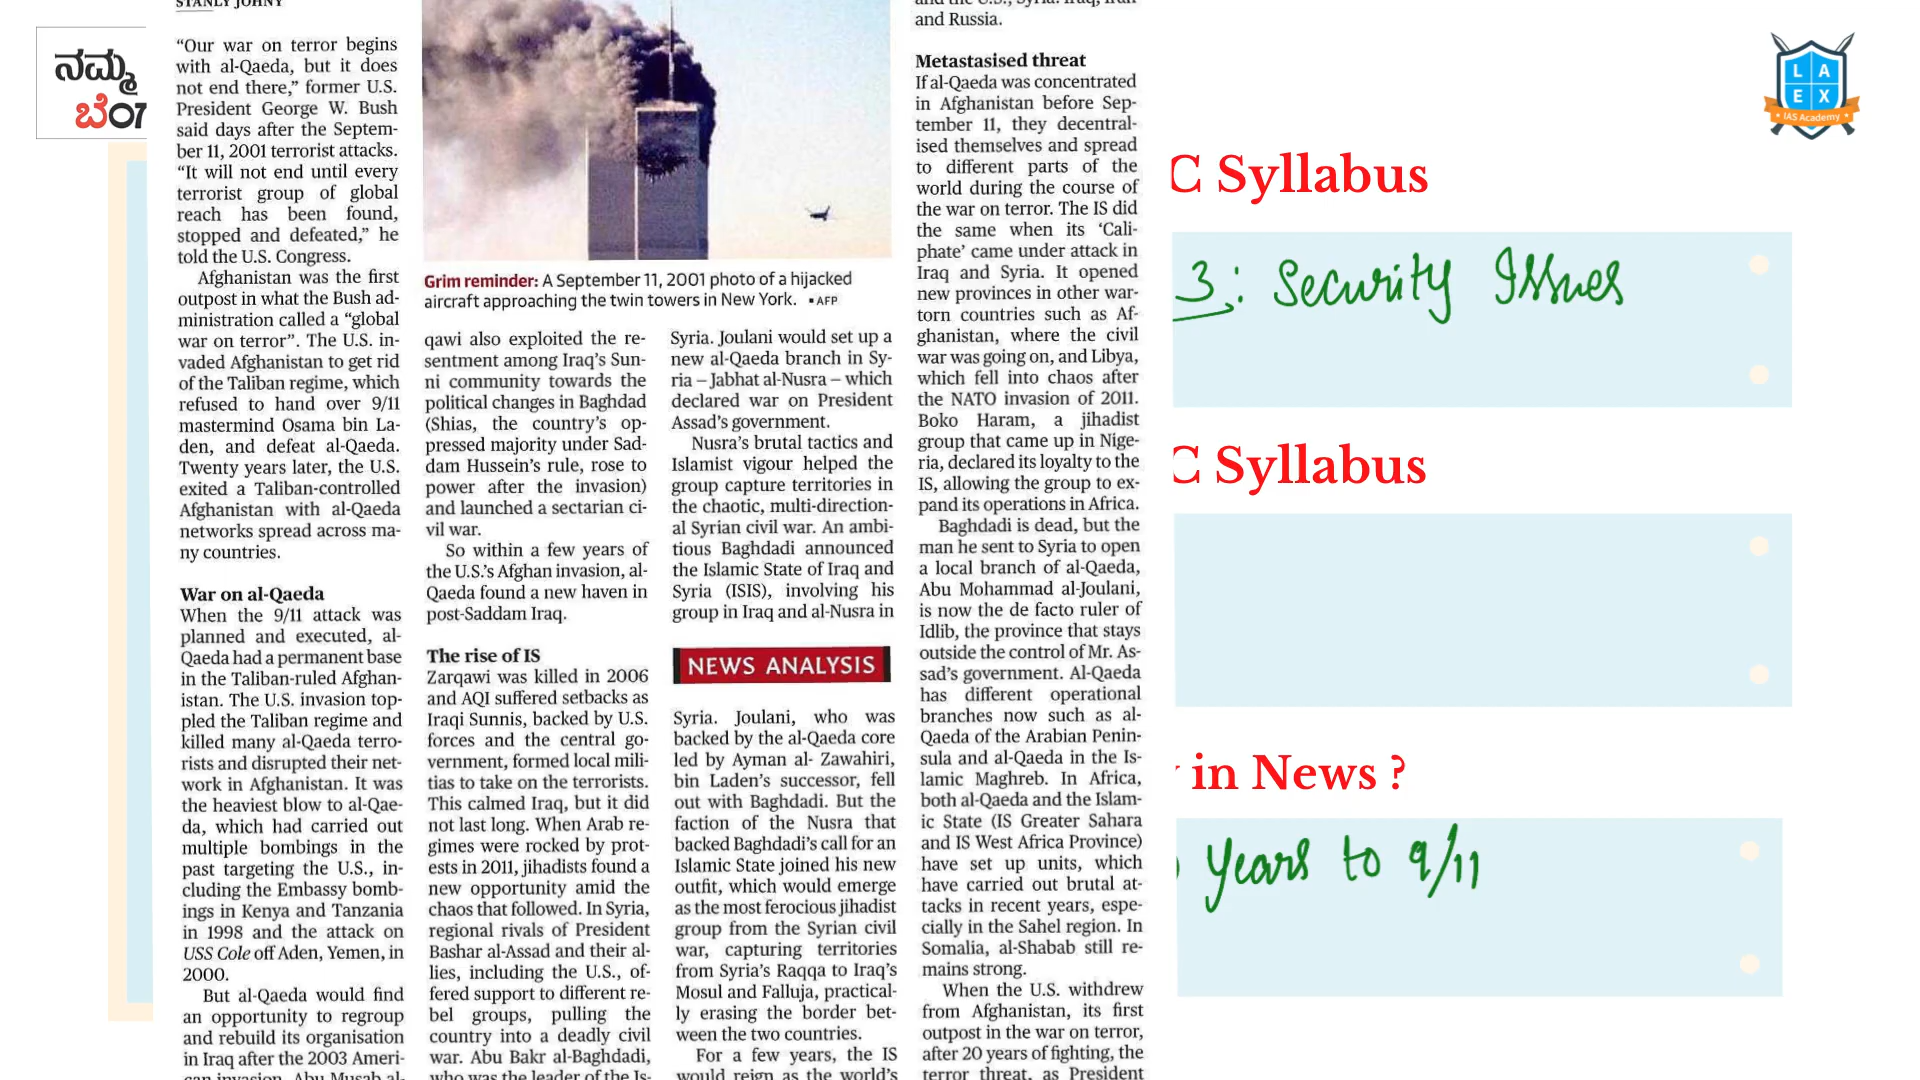 ನಮ್ಮ
STANLY JOHNY
“Our war on terror begins
with al-Qaeda, but it does
not end there,” former U.S.
President George W. Bush
said days after the Septem-
ber 11, 2001 terrorist attacks.
“It will not end until every
terrorist group of global
reach has been found,
stopped and defeated,” he
told the U.S. Congress.
Afghanistan was the first
outpost in what the Bush ad-
ministration called a “global
war on terror”. The U.S. in-
vaded Afghanistan to get rid
of the Taliban regime, which
refused to hand over 9/11
mastermind Osama bin La-
den, and defeat al-Qaeda.
Twenty years later, the U.S.
exited a Taliban-controlled
Afghanistan with al-Qaeda
networks spread across ma-
ny countries.
War on al-Qaeda
When the 9/11 attack was
planned and executed, al-
Qaeda had a permanent base
in the Taliban-ruled Afghan-
istan. The U.S. invasion top-
pled the Taliban regime and
killed many al-Qaeda terro-
rists and disrupted their net-
work in Afghanistan. It was
the heaviest blow to al-Qae-
da, which had carried out
multiple bombings in the
past targeting the U.S., in-
cluding the Embassy bomb-
ings in Kenya and Tanzania
in 1998 and the attack on
USS Cole off Aden, Yemen, in
2000.
But al-Qaeda would find
an opportunity to regroup
and rebuild its organisation
in Iraq after the 2003 Ameri-
can invasion. Abu Musab al-
Grim reminder: A September 11, 2001 photo of a hijacked
aircraft approaching the twin towers in New York. ▪ AFP
qawi also exploited the re-
sentment among Iraq’s Sun-
ni community towards the
political changes in Baghdad
(Shias, the country’s op-
pressed majority under Sad-
dam Hussein’s rule, rose to
power after the invasion)
and launched a sectarian ci-
vil war.
So within a few years of
the U.S.’s Afghan invasion, al-
Qaeda found a new haven in
post-Saddam Iraq.
The rise of IS
Zarqawi was killed in 2006
and AQI suffered setbacks as
Iraqi Sunnis, backed by U.S.
forces and the central go-
vernment, formed local mili-
tias to take on the terrorists.
This calmed Iraq, but it did
not last long. When Arab re-
gimes were rocked by prot-
ests in 2011, jihadists found a
new opportunity amid the
chaos that followed. In Syria,
regional rivals of President
Bashar al-Assad and their al-
lies, including the U.S., of-
fered support to different re-
bel groups, pulling the
country into a deadly civil
war. Abu Bakr al-Baghdadi,
who was the leader of the Is-
Syria. Joulani would set up a
new al-Qaeda branch in Sy-
ria – Jabhat al-Nusra – which
declared war on President
Assad’s government.
Nusra’s brutal tactics and
Islamist vigour helped the
group capture territories in
the chaotic, multi-direction-
al Syrian civil war. An ambi-
tious Baghdadi announced
the Islamic State of Iraq and
Syria (ISIS), involving his
group in Iraq and al-Nusra in
NEWS ANALYSIS
Syria. Joulani, who was
backed by the al-Qaeda core
led by Ayman al- Zawahiri,
bin Laden’s successor, fell
out with Baghdadi. But the
faction of the Nusra that
backed Baghdadi’s call for an
Islamic State joined his new
outfit, which would emerge
as the most ferocious jihadist
group from the Syrian civil
war, capturing territories
from Syria’s Raqqa to Iraq’s
Mosul and Falluja, practical-
ly erasing the border bet-
ween the two countries.
For a few years, the IS
would reign as the world’s
and the U.S., Syria. Iraq, Iran
and Russia.
Metastasised threat
If al-Qaeda was concentrated
in Afghanistan before Sep-
tember 11, they decentral-
ised themselves and spread
to different parts of the
world during the course of
the war on terror. The IS did
the same when its ‘Cali-
phate’ came under attack in
Iraq and Syria. It opened
new provinces in other war-
torn countries such as Af-
ghanistan, where the civil
war was going on, and Libya,
which fell into chaos after
the NATO invasion of 2011.
Boko Haram, a jihadist
group that came up in Nige-
ria, declared its loyalty to the
IS, allowing the group to ex-
pand its operations in Africa.
Baghdadi is dead, but the
man he sent to Syria to open
a local branch of al-Qaeda,
Abu Mohammad al-Joulani,
is now the de facto ruler of
Idlib, the province that stays
outside the control of Mr. As-
sad’s government. Al-Qaeda
has different operational
branches now such as al-
Qaeda of the Arabian Penin-
sula and al-Qaeda in the Is-
lamic Maghreb. In Africa,
both al-Qaeda and the Islam-
ic State (IS Greater Sahara
and IS West Africa Province)
have set up units, which
have carried out brutal at-
tacks in recent years, espe-
cially in the Sahel region. In
Somalia, al-Shabab still re-
mains strong.
When the U.S. withdrew
from Afghanistan, its first
outpost in the war on terror,
after 20 years of fighting, the
terror threat, as President
L A
E X
IAS Academy
C Syllabus
3: Security Issues
C Syllabus
in News ?
years to 9/11